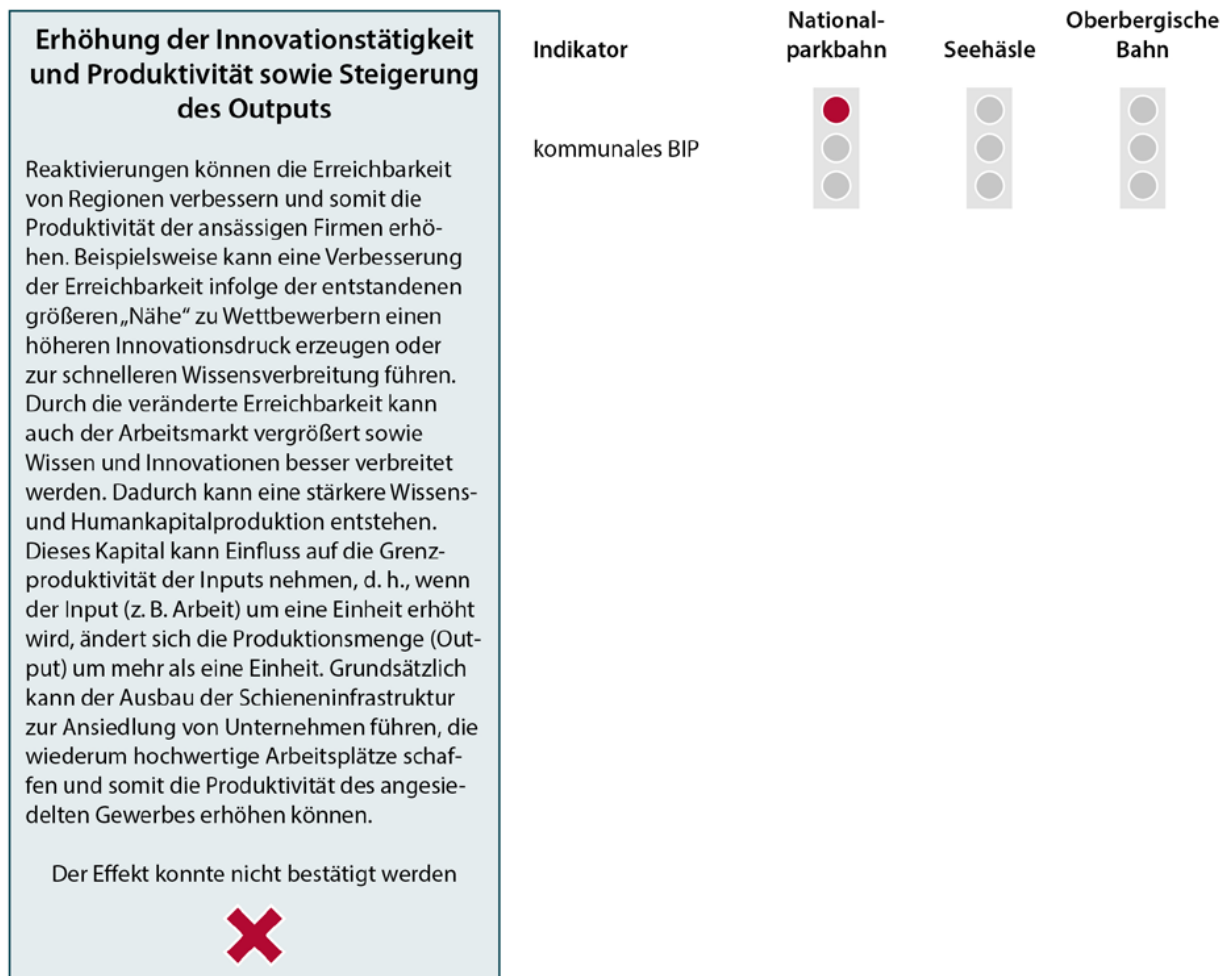 Erhöhung der Innovationstätigkeit
und Produktivität sowie Steigerung
des Outputs
Reaktivierungen können die Erreichbarkeit
von Regionen verbessern und somit die
Produktivität der ansässigen Firmen erhö-
hen. Beispielsweise kann eine Verbesserung
der Erreichbarkeit infolge der entstandenen
größeren „Nähe“ zu Wettbewerbern einen
höheren Innovationsdruck erzeugen oder
zur schnelleren Wissensverbreitung führen.
Durch die veränderte Erreichbarkeit kann
auch der Arbeitsmarkt vergrößert sowie
Wissen und Innovationen besser verbreitet
werden. Dadurch kann eine stärkere Wissens-
und Humankapitalproduktion entstehen.
Dieses Kapital kann Einfluss auf die Grenz-
produktivität der Inputs nehmen, d. h., wenn
der Input (z. B. Arbeit) um eine Einheit erhöht
wird, ändert sich die Produktionsmenge (Out-
put) um mehr als eine Einheit. Grundsätzlich
kann der Ausbau der Schieneninfrastruktur
zur Ansiedlung von Unternehmen führen, die
wiederum hochwertige Arbeitsplätze schaf-
fen und somit die Produktivität des angesie-
delten Gewerbes erhöhen können.
Der Effekt konnte nicht bestätigt werden
Indikator
National-
parkbahn
Seehäsle
Oberbergische
Bahn
kommunales BIP